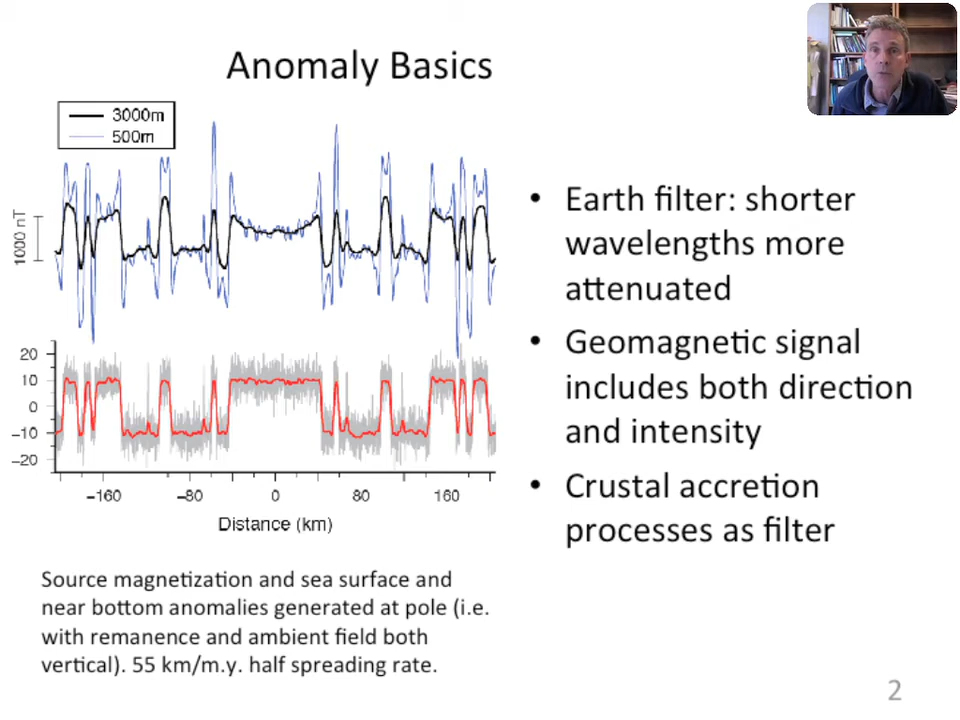 Anomaly Basics
3000m
500m
1000 nT
20
10
0
−10
−20
−160
−80
0
80
160
Distance (km)
Source magnetization and sea surface and
near bottom anomalies generated at pole (i.e.
with remanence and ambient field both
vertical). 55 km/m.y. half spreading rate.
• Earth filter: shorter
wavelengths more
attenuated
• Geomagnetic signal
includes both direction
and intensity
• Crustal accretion
processes as filter
2